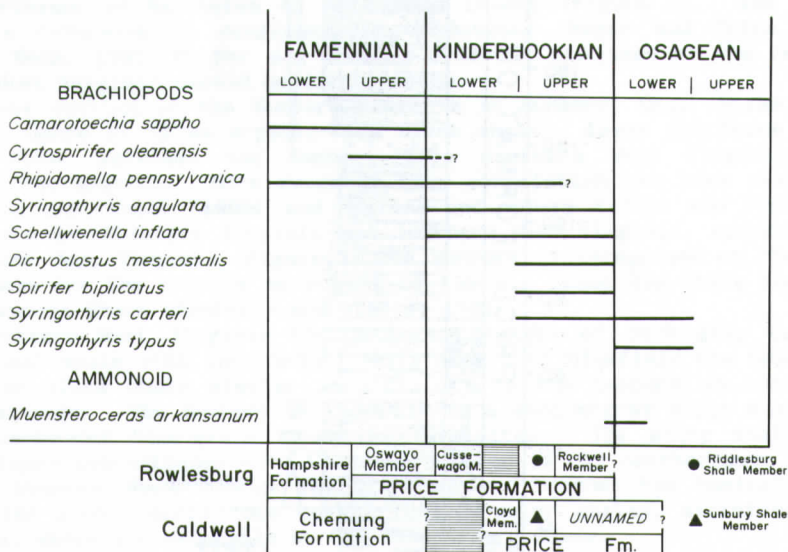 FAMENNIAN KINDERHOOKIAN OSAGEAN
LOWER | UPPER LOWER | UPPER LOWER | UPPER
BRACHIOPODS
Camarotoechia sappho
Cyrtospirifer oleanensis ?
Rhipidomella pennsylvanica ?
Syringothyris angulata
Schellwienella inflata
Dictyoclostus mesicostalis
Spirifer biplicatus
Syringothyris carteri
Syringothyris typus
AMMONOID
Muensteroceras arkansanum
Rowlesburg
Hampshire
Formation
Oswayo
Member
Cusse-
wago M.
Rockwell
Member ?
Riddlesburg
Shale Member
PRICE FORMATION
Caldwell
Chemung
Formation
?
?
Cloyd
Mem.
UNNAMED ?
Sunbury Shale
Member
PRICE Fm.